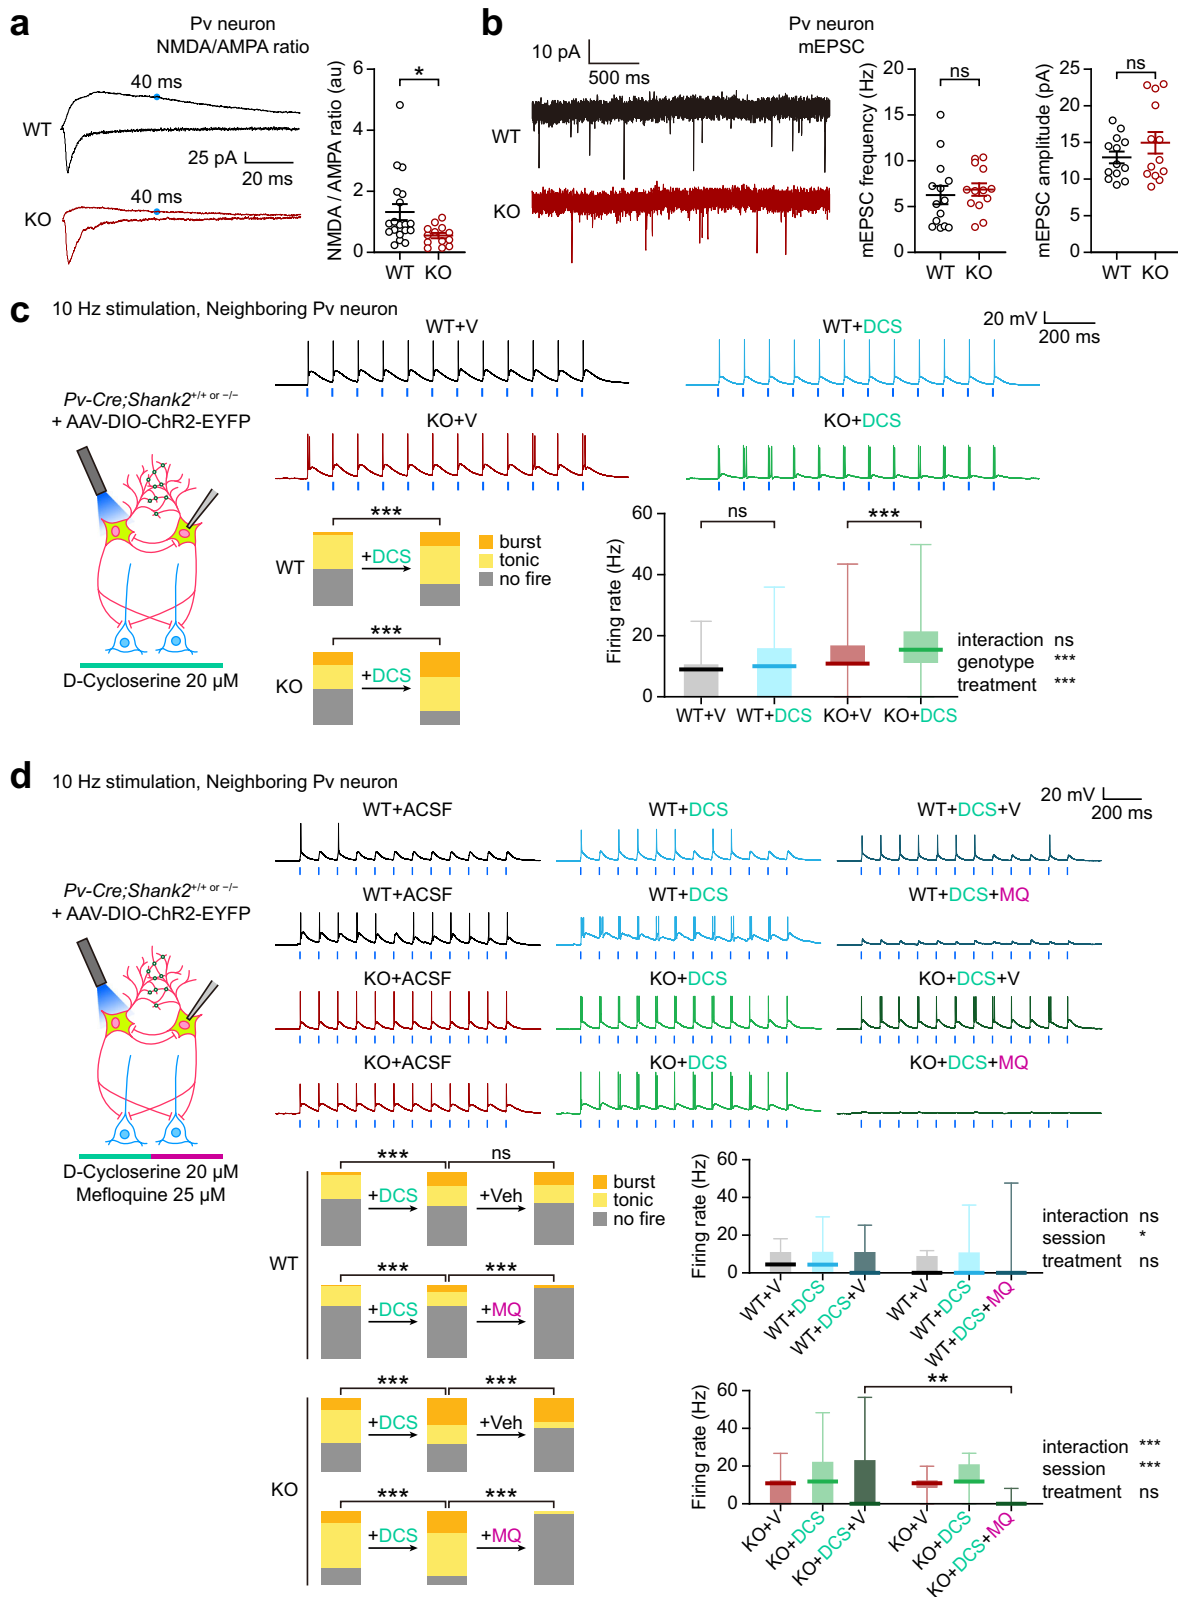 a
Pv neuron
NMDA/AMPA ratio
40 ms
WT
25 pA
20 ms
40 ms
KO
NMDA / AMPA ratio (au)
6
4
2
0
*
WT KO
b
Pv neuron
mEPSC
10 pA
500 ms
WT
KO
mEPSC frequency (Hz)
20
15
10
5
0
ns
WT KO
mEPSC amplitude (pA)
25
20
15
10
5
0
ns
WT KO
c
10 Hz stimulation, Neighboring Pv neuron
20 mV
200 ms
WT+V
WT+DCS
Pv-Cre;Shank2+/+ or −/−
+ AAV-DIO-ChR2-EYFP
KO+V
KO+DCS
D-Cycloserine 20 μM
WT
***
+DCS
burst
tonic
no fire
KO
***
+DCS
Firing rate (Hz)
60
40
20
0
ns
***
WT+V
WT+DCS
KO+V
KO+DCS
interaction ns
genotype ***
treatment ***
d
10 Hz stimulation, Neighboring Pv neuron
20 mV
200 ms
WT+ACSF
WT+DCS
WT+DCS+V
Pv-Cre;Shank2+/+ or −/−
+ AAV-DIO-ChR2-EYFP
WT+ACSF
WT+DCS
WT+DCS+MQ
KO+ACSF
KO+DCS
KO+DCS+V
KO+ACSF
KO+DCS
KO+DCS+MQ
D-Cycloserine 20 μM
Mefloquine 25 μM
WT
***
ns
+DCS
+Veh
burst
tonic
no fire
***
***
+DCS
+MQ
KO
***
***
+DCS
+Veh
***
***
+DCS
+MQ
Firing rate (Hz)
60
40
20
0
WT+V
WT+DCS
WT+DCS+V
WT+V
WT+DCS
WT+DCS+MQ
interaction ns
session *
treatment ns
Firing rate (Hz)
60
40
20
0
**
KO+V
KO+DCS
KO+DCS+V
KO+V
KO+DCS
KO+DCS+MQ
interaction ***
session ***
treatment ns